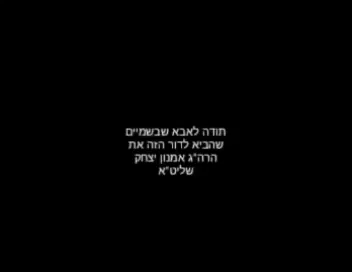 תודה לאבא שבשמיים
שהביא לדור הזה את
הרה"ג אמנון יצחק
שליט"א